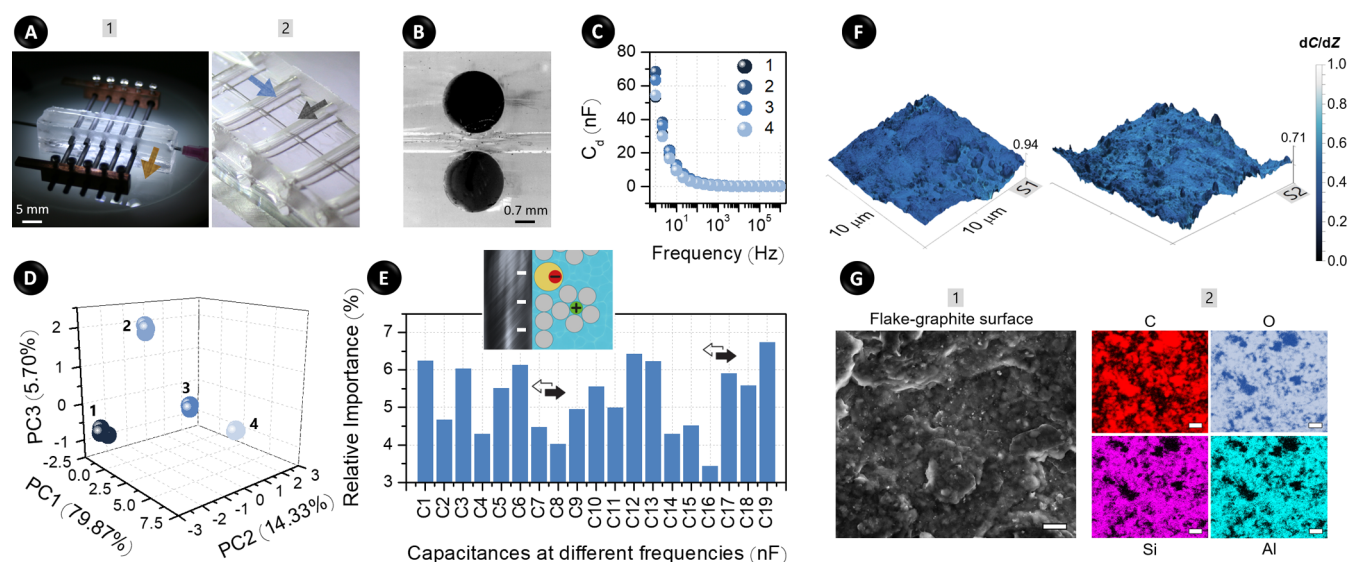 A
1
2
5 mm
B
0.7 mm
C
80
60
40
20
0
C_d (nF)
1
2
3
4
10^1
10^3
10^6
Frequency (Hz)
F
dC/dZ
1.0
0.8
0.6
0.4
0.2
0.0
0.94
S1
10 µm
10 µm
0.71
S2
D
2
1
0
-1
PC3 (5.70%)
1
2
3
4
-2.5
0.0
2.5
5.0
7.5
PC1 (79.87%)
-3
-2
-1
0
1
2
3
PC2 (14.33%)
E
7
6
5
4
3
Relative Importance (%)
C1
C2
C3
C4
C5
C6
C7
C8
C9
C10
C11
C12
C13
C14
C15
C16
C17
C18
C19
Capacitances at different frequencies (nF)
G
1
Flake-graphite surface
2
C
O
Si
Al